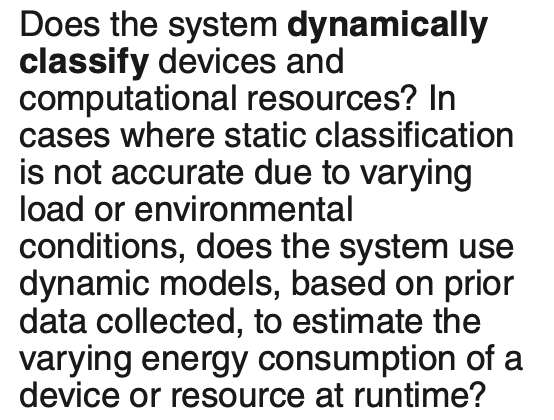 Does the system dynamically
classify devices and
computational resources? In
cases where static classification
is not accurate due to varying
load or environmental
conditions, does the system use
dynamic models, based on prior
data collected, to estimate the
varying energy consumption of a
device or resource at runtime?